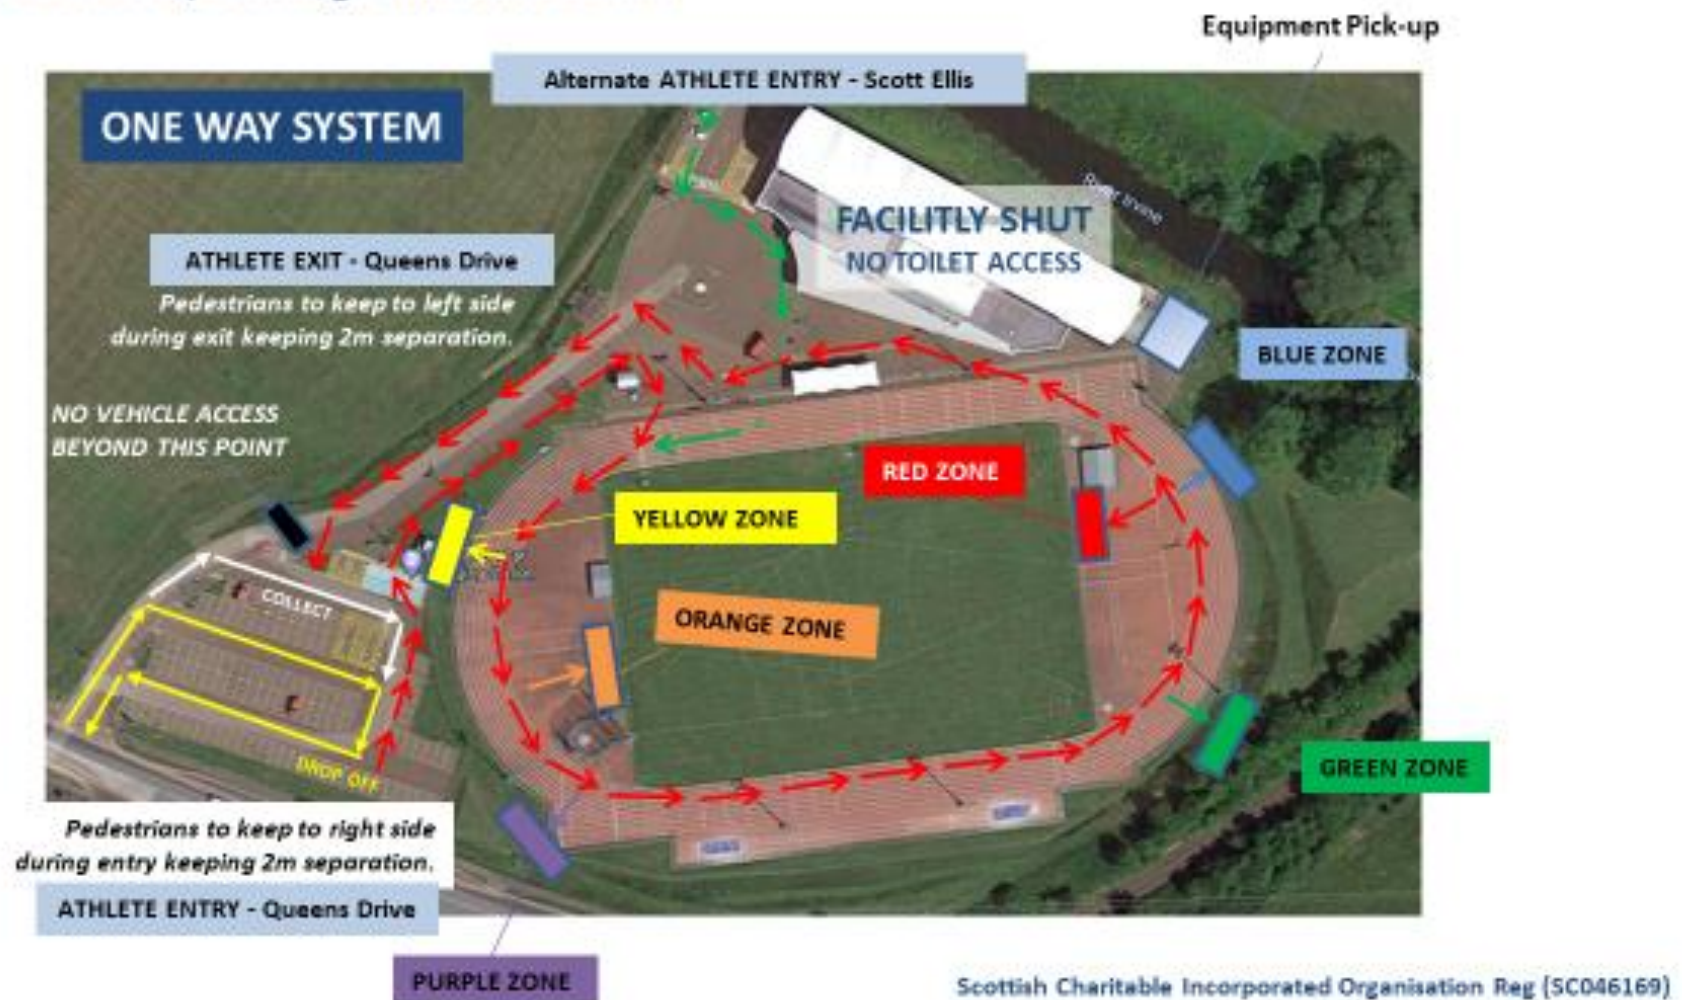 Equipment Pick-up
Alternate ATHLETE ENTRY - Scott Ellis
ONE WAY SYSTEM
River Irvine
FACILITLY SHUT
NO TOILET ACCESS
ATHLETE EXIT - Queens Drive
Pedestrians to keep to left side
during exit keeping 2m separation.
BLUE ZONE
NO VEHICLE ACCESS
BEYOND THIS POINT
RED ZONE
YELLOW ZONE
COLLECT
ORANGE ZONE
DROP OFF
GREEN ZONE
Pedestrians to keep to right side
during entry keeping 2m separation.
ATHLETE ENTRY - Queens Drive
PURPLE ZONE
Scottish Charitable Incorporated Organisation Reg (SC046169)